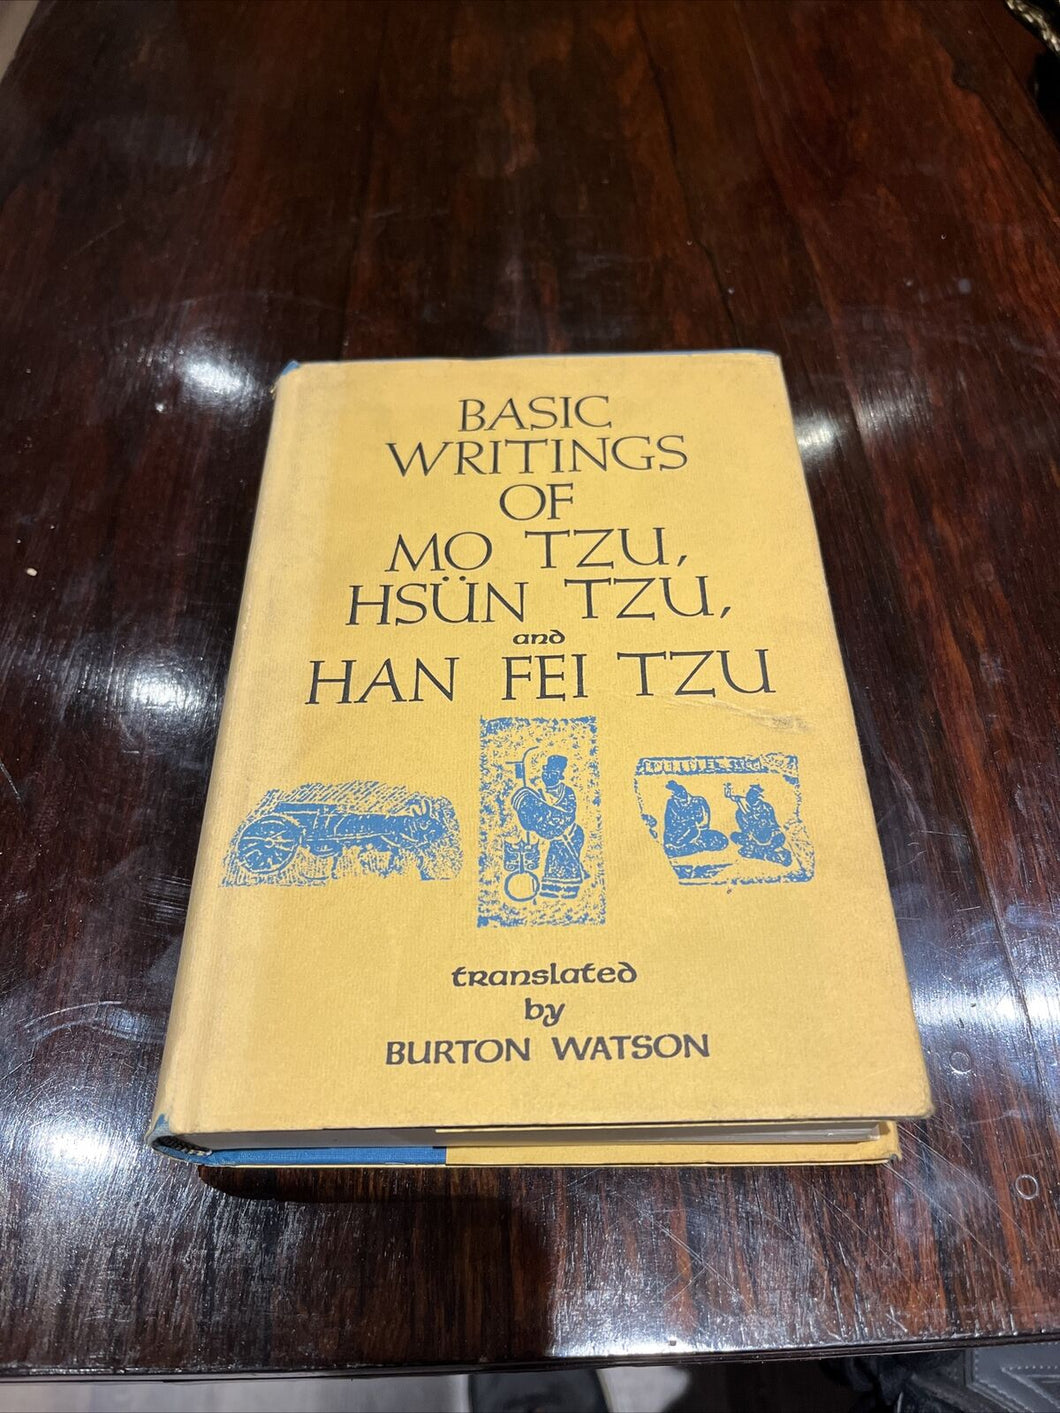 BASIC
WRITINGS
OF
MO TZU,
HSÜN TZU,
and
HAN FEI TZU
translated
by
BURTON WATSON